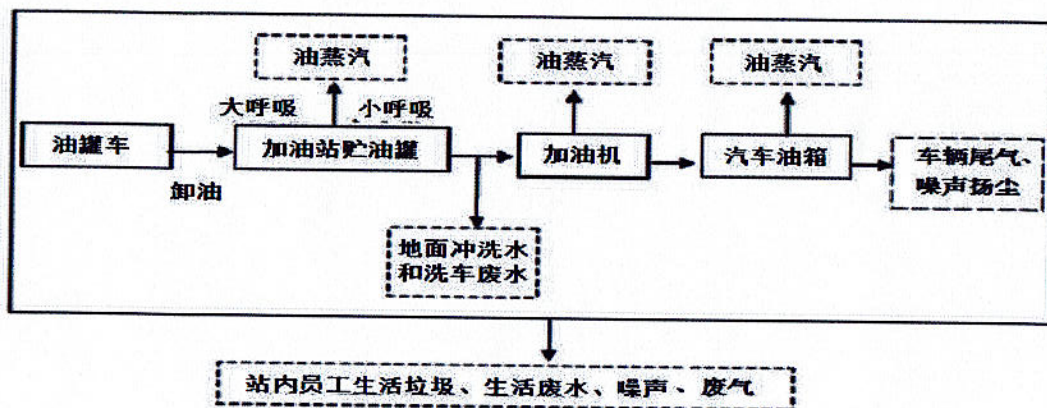 油蒸汽
油蒸汽
油蒸汽
大呼吸
小呼吸
油罐车
加油站贮油罐
加油机
汽车油箱
车辆尾气、
噪声扬尘
卸油
地面冲洗水
和洗车废水
站内员工生活垃圾、生活废水、噪声、废气